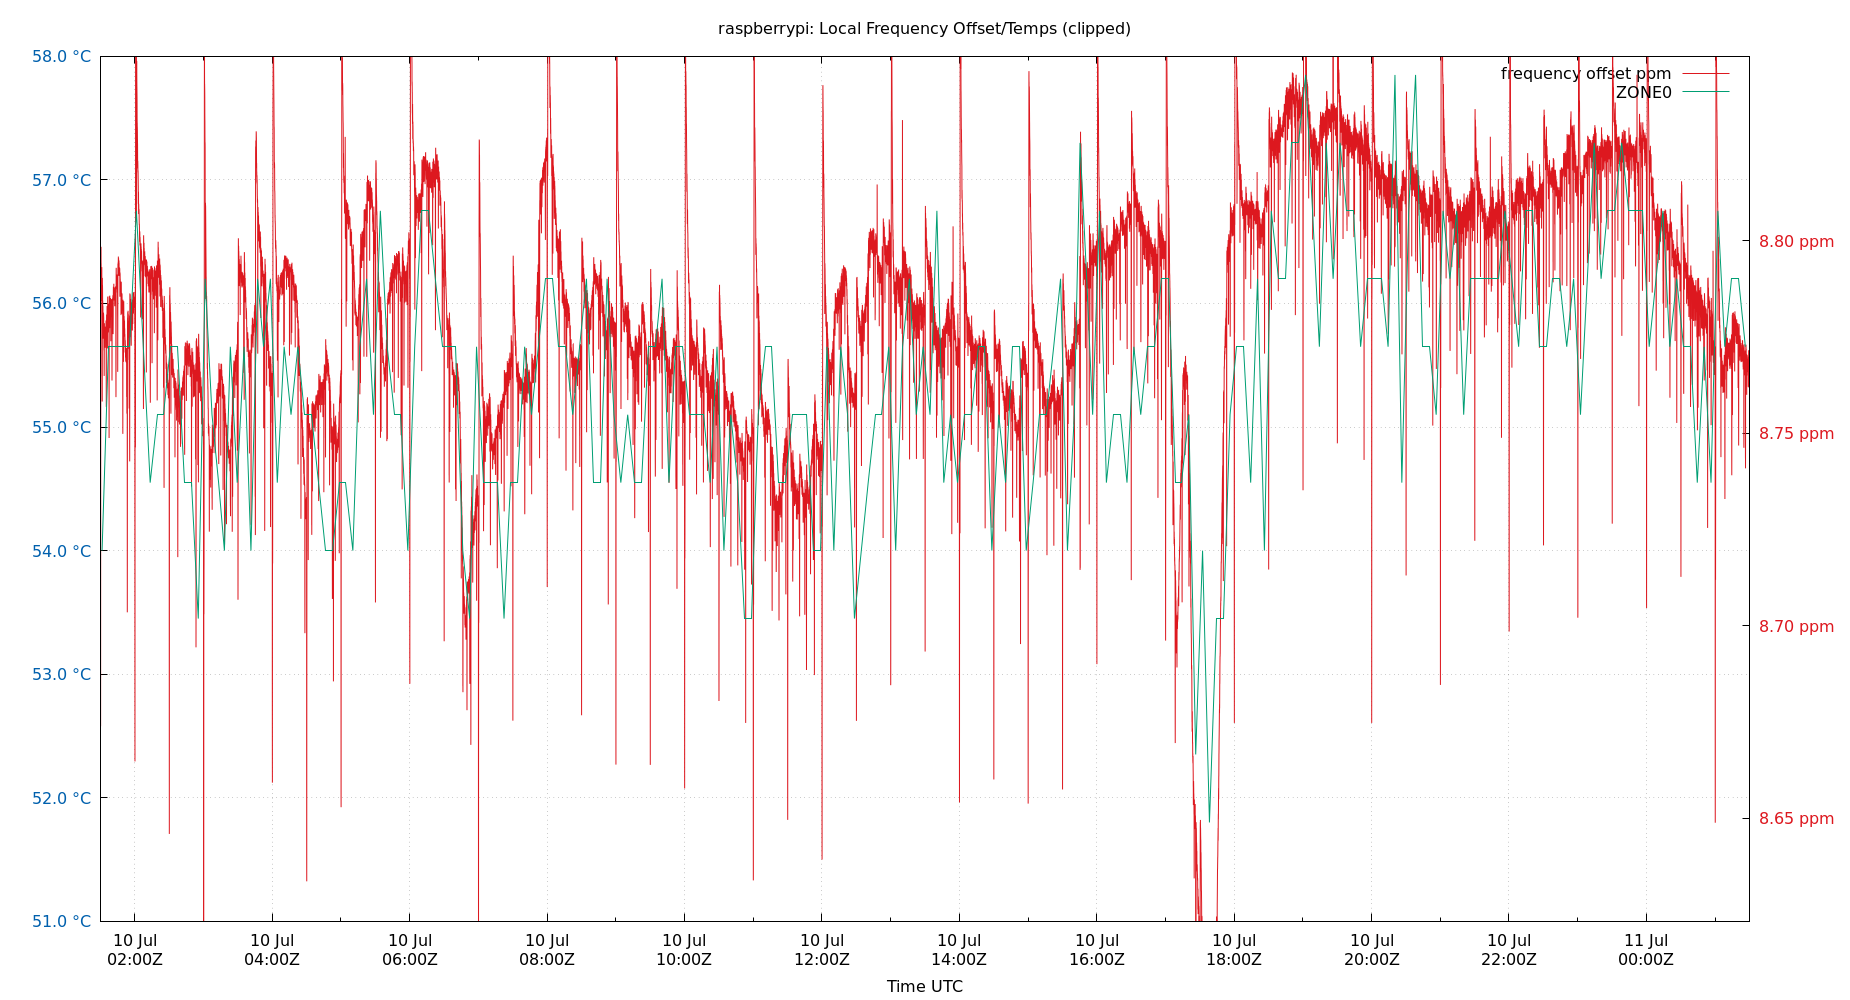 raspberrypi: Local Frequency Offset/Temps (clipped)
frequency offset ppm
ZONE0
58.0 °C
57.0 °C
56.0 °C
55.0 °C
54.0 °C
53.0 °C
52.0 °C
51.0 °C
8.80 ppm
8.75 ppm
8.70 ppm
8.65 ppm
10 Jul 10 Jul 10 Jul 10 Jul 10 Jul 10 Jul 10 Jul 10 Jul 10 Jul 10 Jul 10 Jul 11 Jul
02:00Z 04:00Z 06:00Z 08:00Z 10:00Z 12:00Z 14:00Z 16:00Z 18:00Z 20:00Z 22:00Z 00:00Z
Time UTC